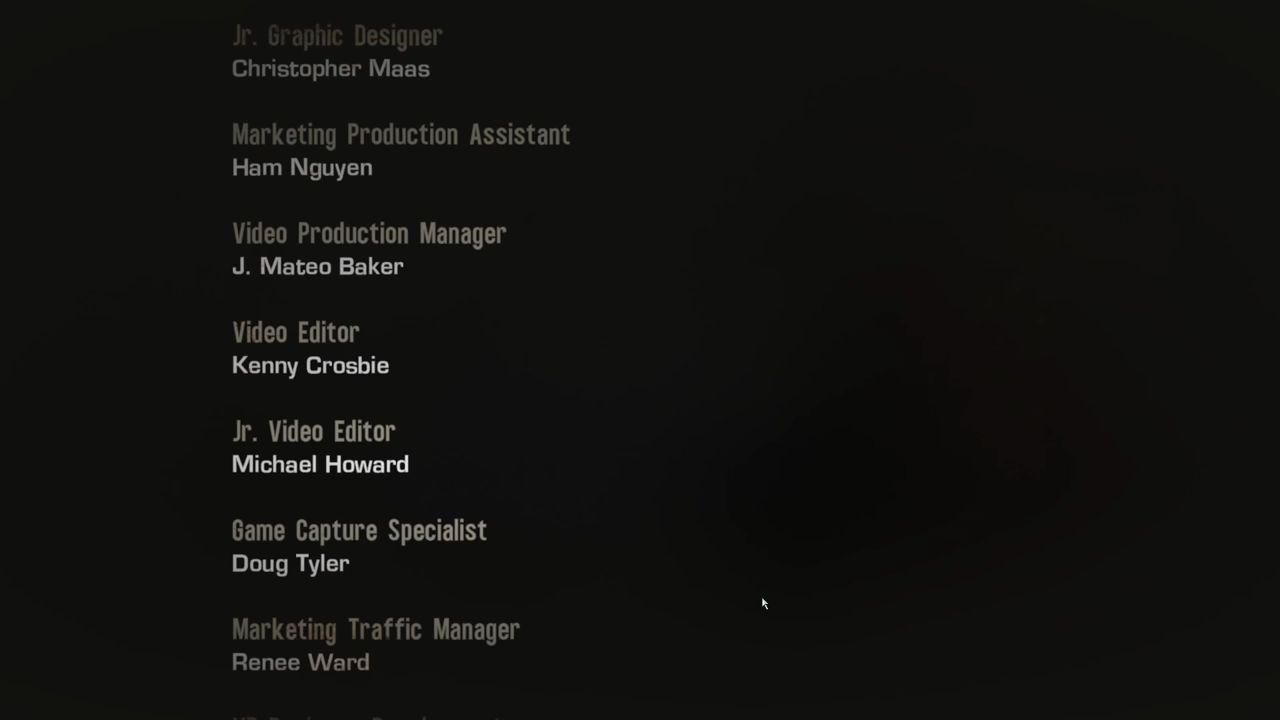 Jr. Graphic Designer
Christopher Maas
Marketing Production Assistant
Ham Nguyen
Video Production Manager
J. Mateo Baker
Video Editor
Kenny Crosbie
Jr. Video Editor
Michael Howard
Game Capture Specialist
Doug Tyler
Marketing Traffic Manager
Renee Ward